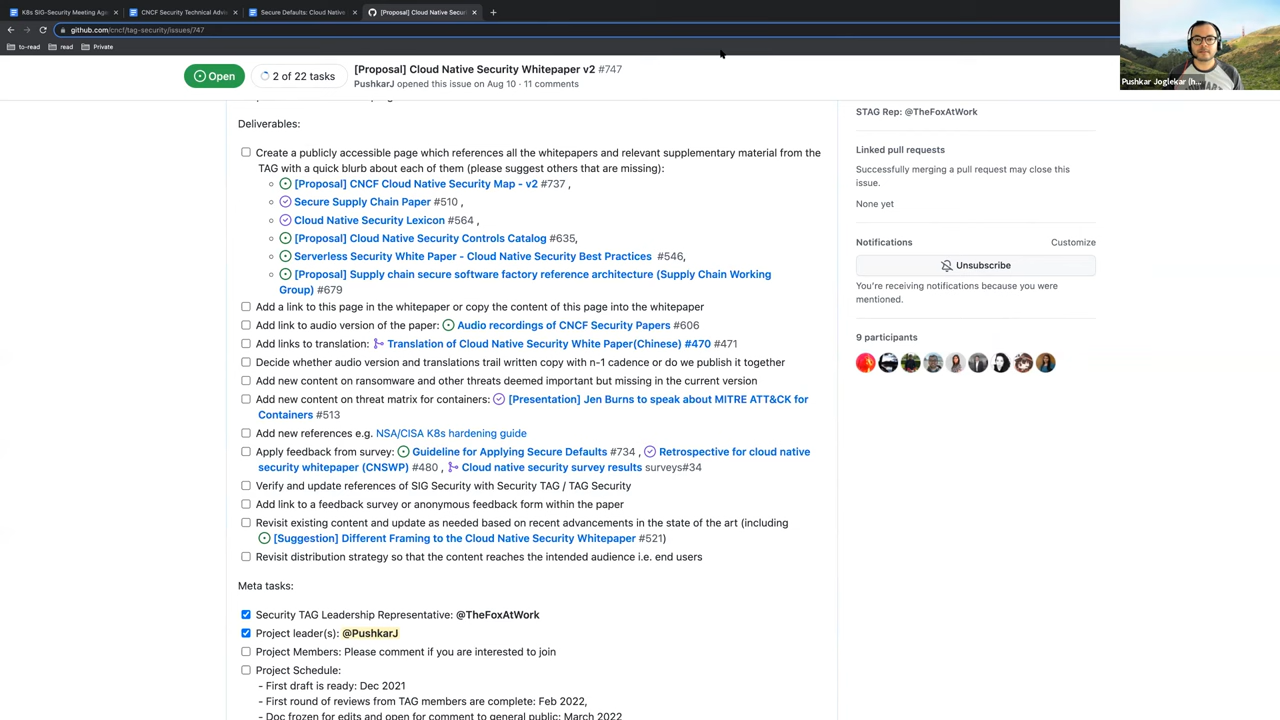 K8s SIG-Security Meeting Age
CNCF Security Technical Advi
Secure Defaults: Cloud Native
[Proposal] Cloud Native Secu
github.com/cncf/tag-security/issues/747
to-read
read
Private
Open
2 of 22 tasks
[Proposal] Cloud Native Security Whitepaper v2 #747
PushkarJ opened this issue on Aug 10 · 11 comments
Pushkar Joglekar (h...
Deliverables:
Create a publicly accessible page which references all the whitepapers and relevant supplementary material from the
TAG with a quick blurb about each of them (please suggest others that are missing):
[Proposal] CNCF Cloud Native Security Map - v2 #737 ,
Secure Supply Chain Paper #510 ,
Cloud Native Security Lexicon #564 ,
[Proposal] Cloud Native Security Controls Catalog #635,
Serverless Security White Paper - Cloud Native Security Best Practices #546,
[Proposal] Supply chain secure software factory reference architecture (Supply Chain Working
Group) #679
Add a link to this page in the whitepaper or copy the content of this page into the whitepaper
Add link to audio version of the paper: Audio recordings of CNCF Security Papers #606
Add links to translation: Translation of Cloud Native Security White Paper(Chinese) #470 #471
Decide whether audio version and translations trail written copy with n-1 cadence or do we publish it together
Add new content on ransomware and other threats deemed important but missing in the current version
Add new content on threat matrix for containers: [Presentation] Jen Burns to speak about MITRE ATT&CK for
Containers #513
Add new references e.g. NSA/CISA K8s hardening guide
Apply feedback from survey: Guideline for Applying Secure Defaults #734 , Retrospective for cloud native
security whitepaper (CNSWP) #480 , Cloud native security survey results surveys#34
Verify and update references of SIG Security with Security TAG / TAG Security
Add link to a feedback survey or anonymous feedback form within the paper
Revisit existing content and update as needed based on recent advancements in the state of the art (including
[Suggestion] Different Framing to the Cloud Native Security Whitepaper #521)
Revisit distribution strategy so that the content reaches the intended audience i.e. end users
Meta tasks:
Security TAG Leadership Representative: @TheFoxAtWork
Project leader(s): @PushkarJ
Project Members: Please comment if you are interested to join
Project Schedule:
- First draft is ready: Dec 2021
- First round of reviews from TAG members are complete: Feb 2022,
- Doc frozen for edits and open for comment to general public: March 2022
STAG Rep: @TheFoxAtWork
Linked pull requests
Successfully merging a pull request may close this
issue.
None yet
Notifications
Customize
Unsubscribe
You're receiving notifications because you were
mentioned.
9 participants